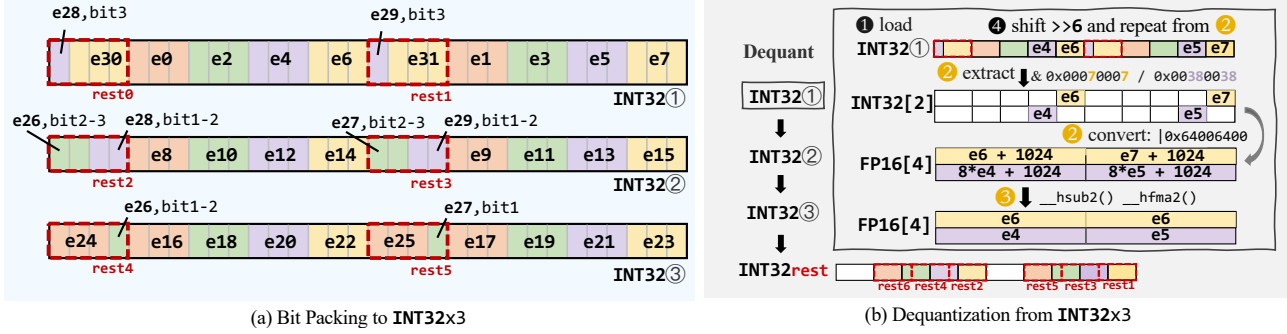 e28,bit3
e29,bit3
e30 e0 e2 e4 e6 e31 e1 e3 e5 e7
rest0 rest1 INT32①
e26,bit2-3 e28,bit1-2 e27,bit2-3 e29,bit1-2
e8 e10 e12 e14 e9 e11 e13 e15
rest2 rest3 INT32②
e26,bit1-2 e27,bit1
e24 e16 e18 e20 e22 e25 e17 e19 e21 e23
rest4 rest5 INT32③
(a) Bit Packing to INT32x3
Dequant
INT32①
INT32②
INT32③
INT32rest
❶ load ❹ shift >>6 and repeat from ❷
INT32① e4 e6 e5 e7
❷ extract & 0x00070007 / 0x00380038
INT32[2] e6 e7
e4 e5
❷ convert: |0x64006400
FP16[4] e6 + 1024 e7 + 1024
8*e4 + 1024 8*e5 + 1024
❸ __hsub2() __hfma2()
FP16[4] e6 e6
e4 e5
rest6 rest4 rest2 rest5 rest3 rest1
(b) Dequantization from INT32x3